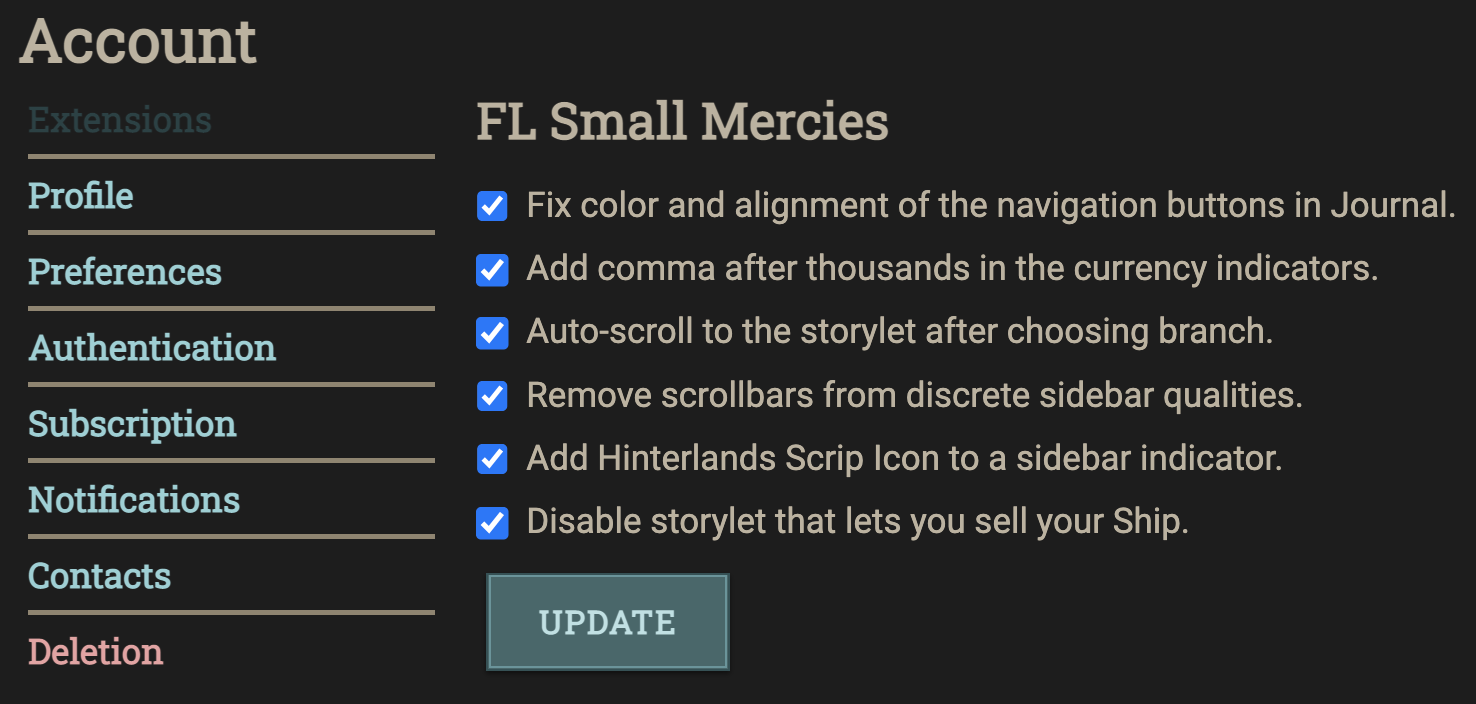 Account
Extensions
Profile
Preferences
Authentication
Subscription
Notifications
Contacts
Deletion
FL Small Mercies
Fix color and alignment of the navigation buttons in Journal.
Add comma after thousands in the currency indicators.
Auto-scroll to the storylet after choosing branch.
Remove scrollbars from discrete sidebar qualities.
Add Hinterlands Scrip Icon to a sidebar indicator.
Disable storylet that lets you sell your Ship.
UPDATE